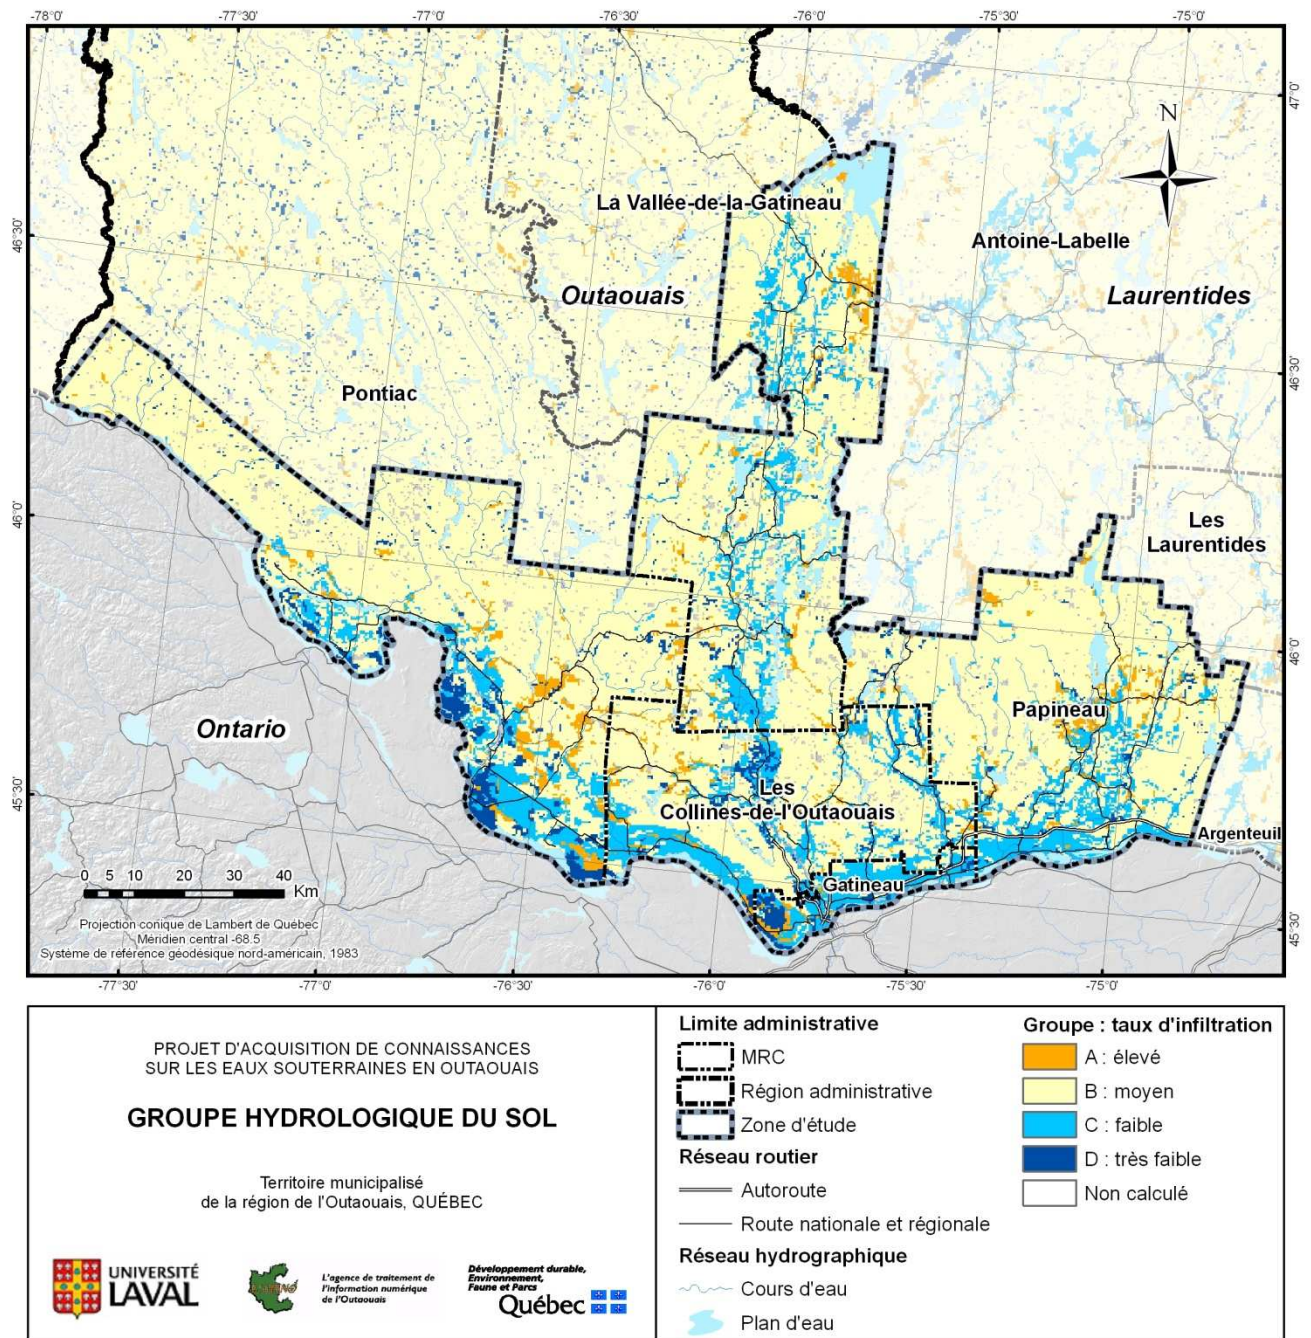 -78°0' -77°30' -77°0' -76°30' -76°0' -75°30' -75°0'
47°0'
N
La Vallée-de-la-Gatineau
Antoine-Labelle
46°30'
Outaouais
Laurentides
46°30'
Pontiac
46°0'
Les
Laurentides
46°0'
Ontario
Papineau
45°30'
Les
Collines-de-l'Outaouais
Argenteuil
Gatineau
0 5 10 20 30 40
Km
45°30'
Projection conique de Lambert de Québec
Méridien central -68.5
Système de référence géodésique nord-américain, 1983
-77°30' -77°0' -76°30' -76°0' -75°30' -75°0'
PROJET D'ACQUISITION DE CONNAISSANCES
SUR LES EAUX SOUTERRAINES EN OUTAOUAIS
GROUPE HYDROLOGIQUE DU SOL
Territoire municipalisé
de la région de l'Outaouais, QUÉBEC
UNIVERSITÉ
LAVAL
L'agence de traitement de
l'information numérique
de l'Outaouais
Développement durable,
Environnement,
Faune et Parcs
Québec
Limite administrative
MRC
Région administrative
Zone d'étude
Réseau routier
Autoroute
Route nationale et régionale
Réseau hydrographique
Cours d'eau
Plan d'eau
Groupe : taux d'infiltration
A : élevé
B : moyen
C : faible
D : très faible
Non calculé